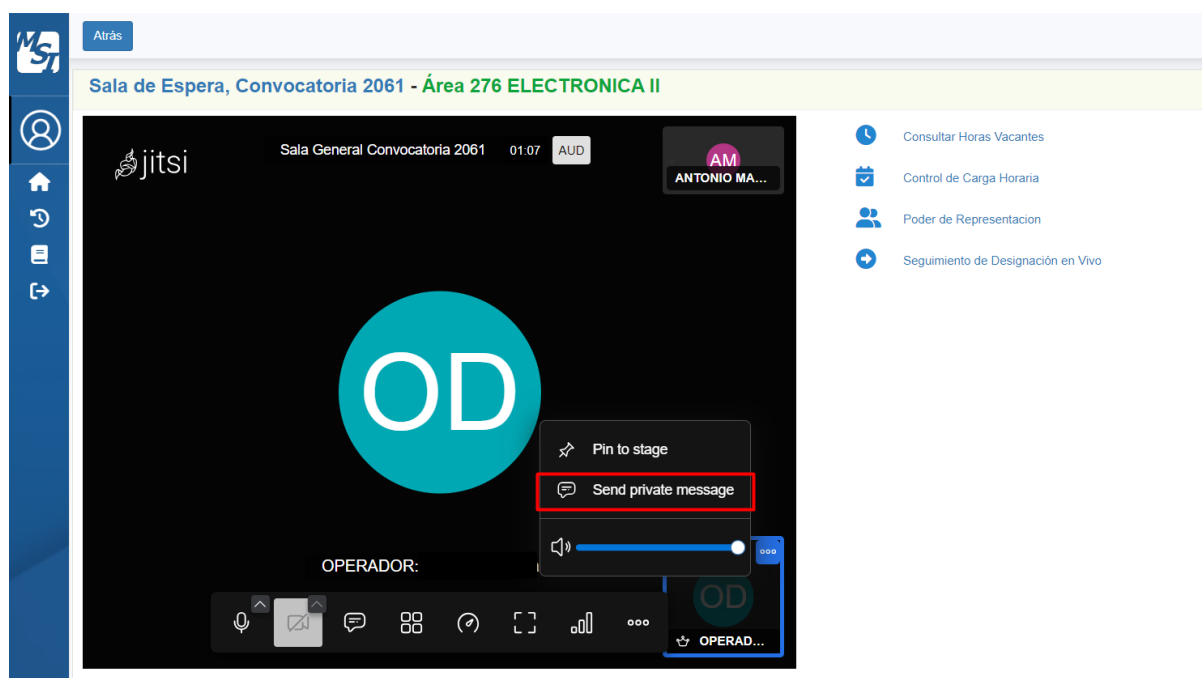 MST
Atrás
Sala de Espera, Convocatoria 2061 - Área 276 ELECTRONICA II
jitsi
Sala General Convocatoria 2061 01:07 AUD
AM
ANTONIO MA...
OD
Pin to stage
Send private message
OPERADOR:
OD
OPERAD...
Consultar Horas Vacantes
Control de Carga Horaria
Poder de Representacion
Seguimiento de Designación en Vivo